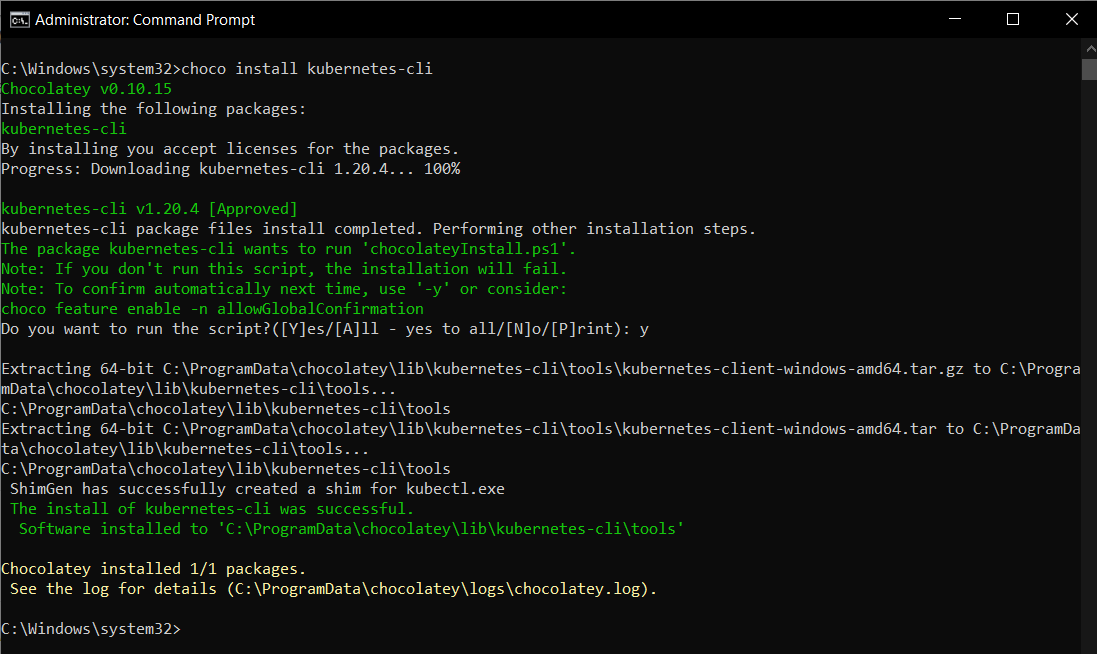 Administrator: Command Prompt
C:\Windows\system32>choco install kubernetes-cli
Chocolatey v0.10.15
Installing the following packages:
kubernetes-cli
By installing you accept licenses for the packages.
Progress: Downloading kubernetes-cli 1.20.4... 100%
kubernetes-cli v1.20.4 [Approved]
kubernetes-cli package files install completed. Performing other installation steps.
The package kubernetes-cli wants to run 'chocolateyInstall.ps1'.
Note: If you don't run this script, the installation will fail.
Note: To confirm automatically next time, use '-y' or consider:
choco feature enable -n allowGlobalConfirmation
Do you want to run the script?([Y]es/[A]ll - yes to all/[N]o/[P]rint): y
Extracting 64-bit C:\ProgramData\chocolatey\lib\kubernetes-cli\tools\kubernetes-client-windows-amd64.tar.gz to C:\Progra
mData\chocolatey\lib\kubernetes-cli\tools...
C:\ProgramData\chocolatey\lib\kubernetes-cli\tools
Extracting 64-bit C:\ProgramData\chocolatey\lib\kubernetes-cli\tools\kubernetes-client-windows-amd64.tar to C:\ProgramDa
ta\chocolatey\lib\kubernetes-cli\tools...
C:\ProgramData\chocolatey\lib\kubernetes-cli\tools
 ShimGen has successfully created a shim for kubectl.exe
 The install of kubernetes-cli was successful.
  Software installed to 'C:\ProgramData\chocolatey\lib\kubernetes-cli\tools'
Chocolatey installed 1/1 packages.
 See the log for details (C:\ProgramData\chocolatey\logs\chocolatey.log).
C:\Windows\system32>